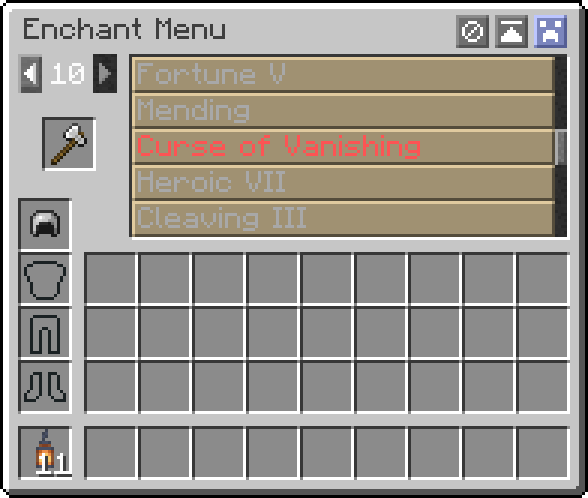 Enchant Menu
10
Fortune V
Mending
Curse of Vanishing
Heroic VII
Cleaving III
11